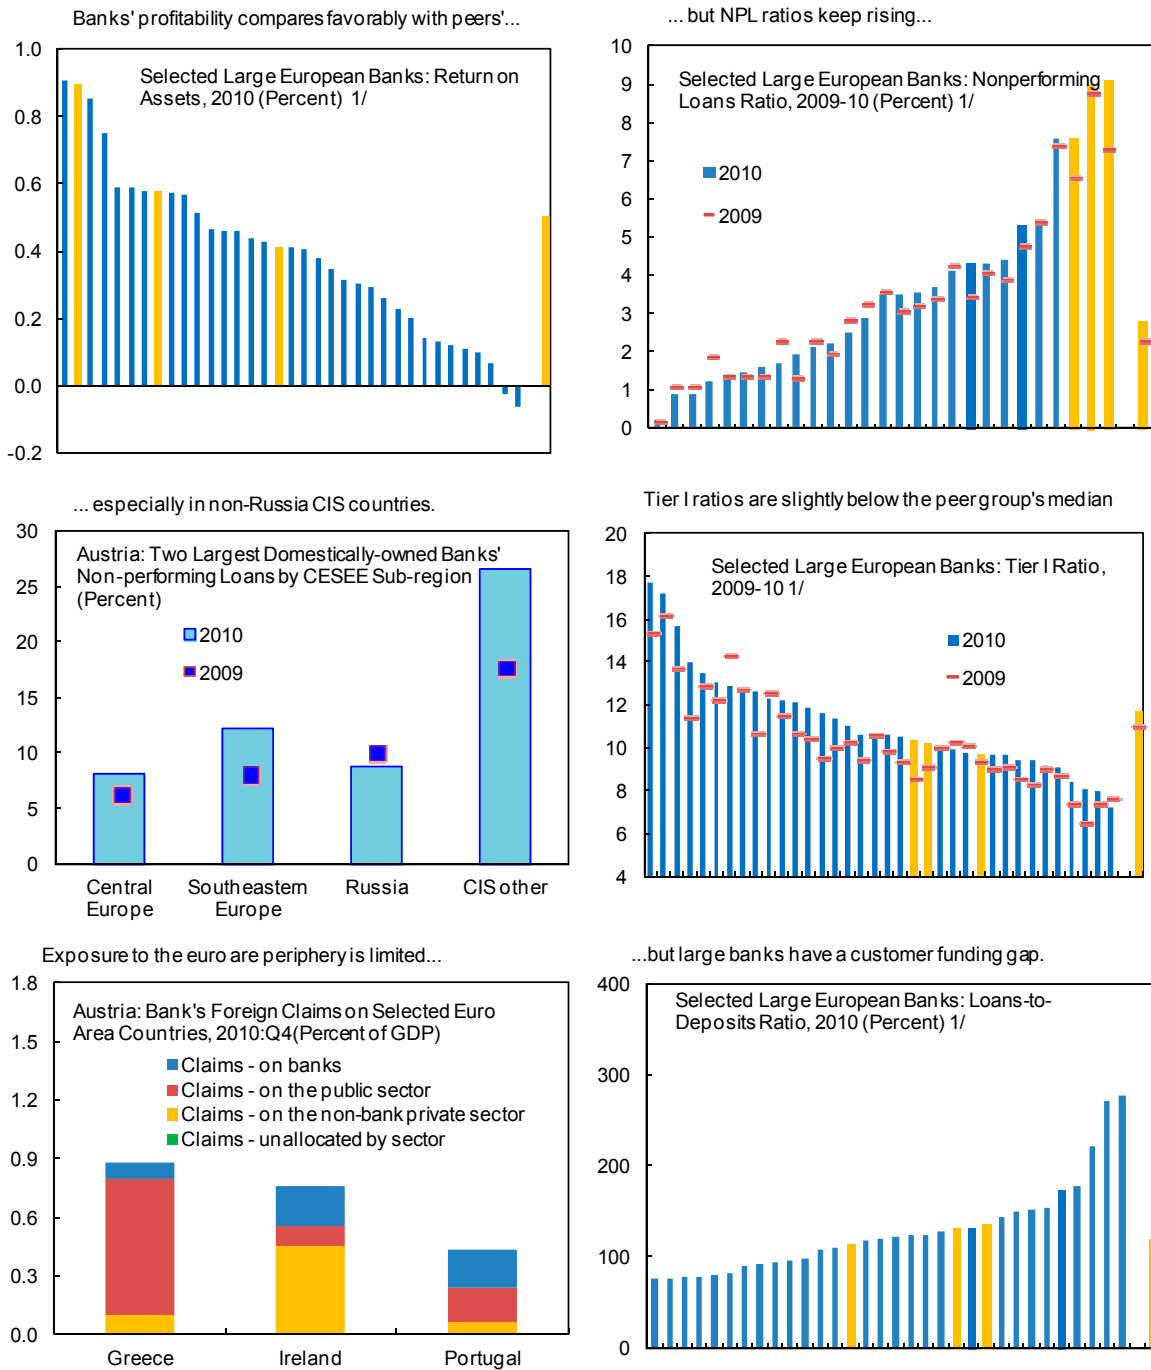 Banks' profitability compares favorably with peers'...
1.0
0.8
0.6
0.4
0.2
0.0
-0.2
Selected Large European Banks: Return on
Assets, 2010 (Percent) 1/
... but NPL ratios keep rising...
10
9
8
7
6
5
4
3
2
1
0
Selected Large European Banks: Nonperforming
Loans Ratio, 2009-10 (Percent) 1/
2010
2009
... especially in non-Russia CIS countries.
30
25
20
15
10
5
0
Austria: Two Largest Domestically-owned Banks'
Non-performing Loans by CESEE Sub-region
(Percent)
2010
2009
Central
Europe
Southeastern
Europe
Russia
CIS other
Tier I ratios are slightly below the peer group's median
20
18
16
14
12
10
8
6
4
Selected Large European Banks: Tier I Ratio,
2009-10 1/
2010
2009
Exposure to the euro are periphery is limited...
1.8
1.5
1.2
0.9
0.6
0.3
0.0
Austria: Bank's Foreign Claims on Selected Euro
Area Countries, 2010:Q4(Percent of GDP)
Claims - on banks
Claims - on the public sector
Claims - on the non-bank private sector
Claims - unallocated by sector
Greece
Ireland
Portugal
...but large banks have a customer funding gap.
400
300
200
100
0
Selected Large European Banks: Loans-to-
Deposits Ratio, 2010 (Percent) 1/